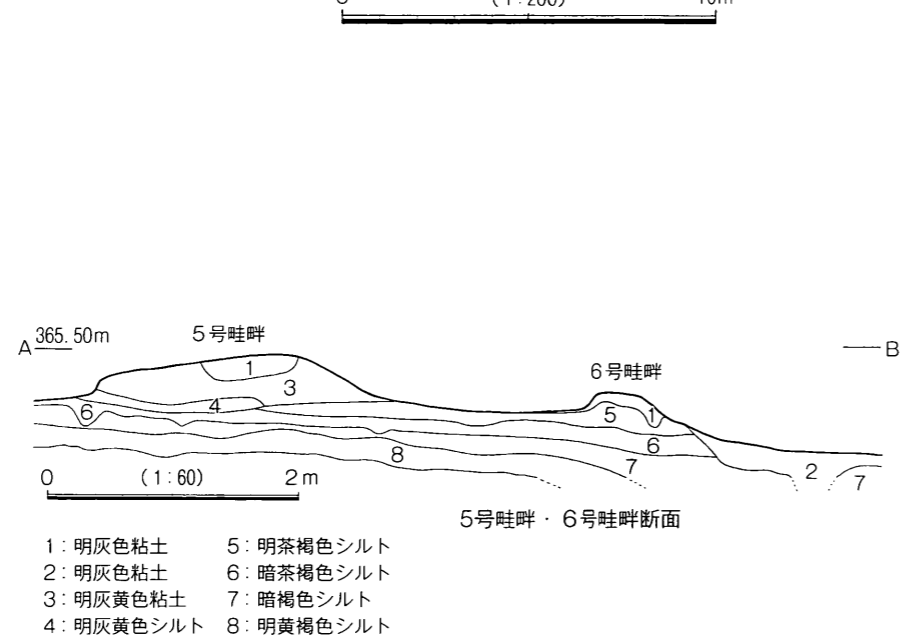 365.50m
5号畦畔
A
B
6号畦畔
1
3
4
5
1
6
6
8
7
2
7
0 (1:60) 2m
5号畦畔・6号畦畔断面
1:明灰色粘土 5:明茶褐色シルト
2:明灰色粘土 6:暗茶褐色シルト
3:明灰黄色粘土 7:暗褐色シルト
4:明灰黄色シルト 8:明黄褐色シルト